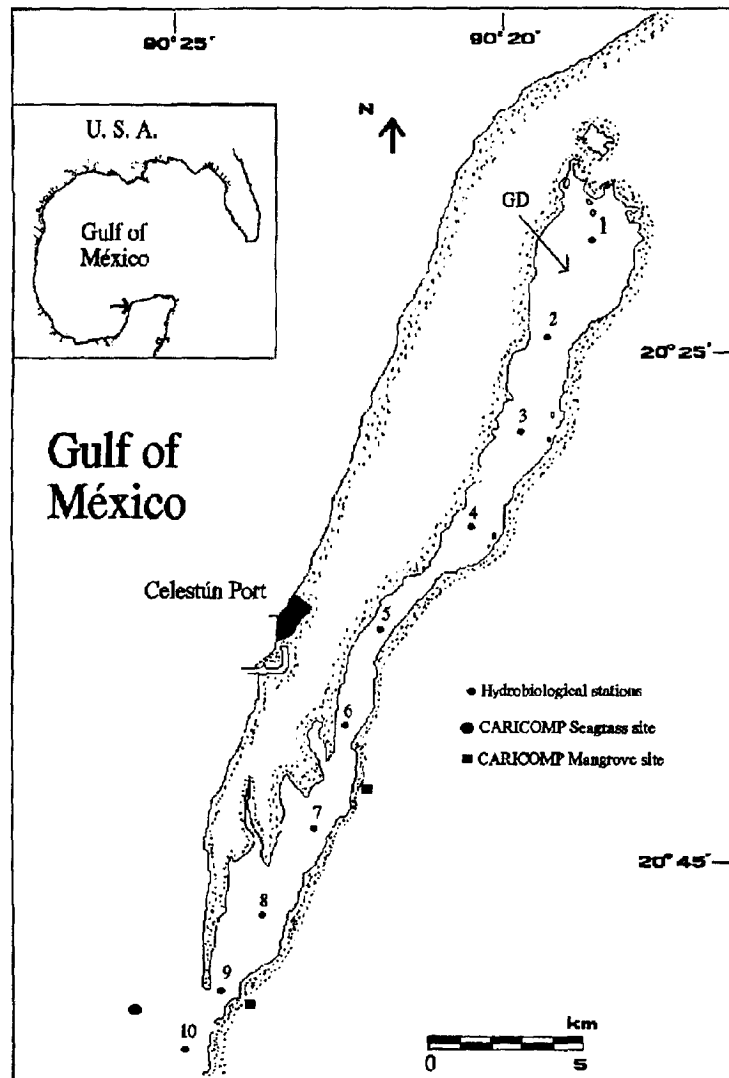 90°25'
90°20'
U. S. A.
Gulf of
México
N
GD
1
2
20°25'
3
Gulf of
México
4
Celestún Port
5
Hydrobiological stations
6
CARICOMP Seagrass site
CARICOMP Mangrove site
7
20°45'
8
9
10
km
0 5